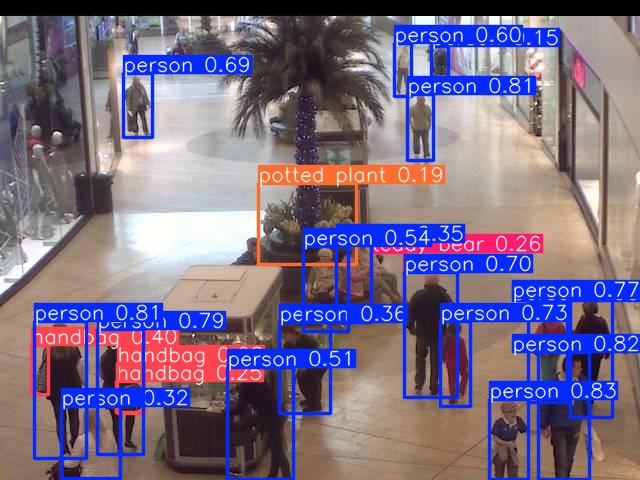 person 0.60
0.15
person 0.69
person 0.81
potted plant 0.19
person 0.54
0.35
teddy bear 0.26
person 0.70
person 0.77
person 0.81
person 0.79
person 0.36
person 0.73
handbag 0.40
handbag
person 0.82
person 0.51
handbag 0.25
person 0.83
person 0.32